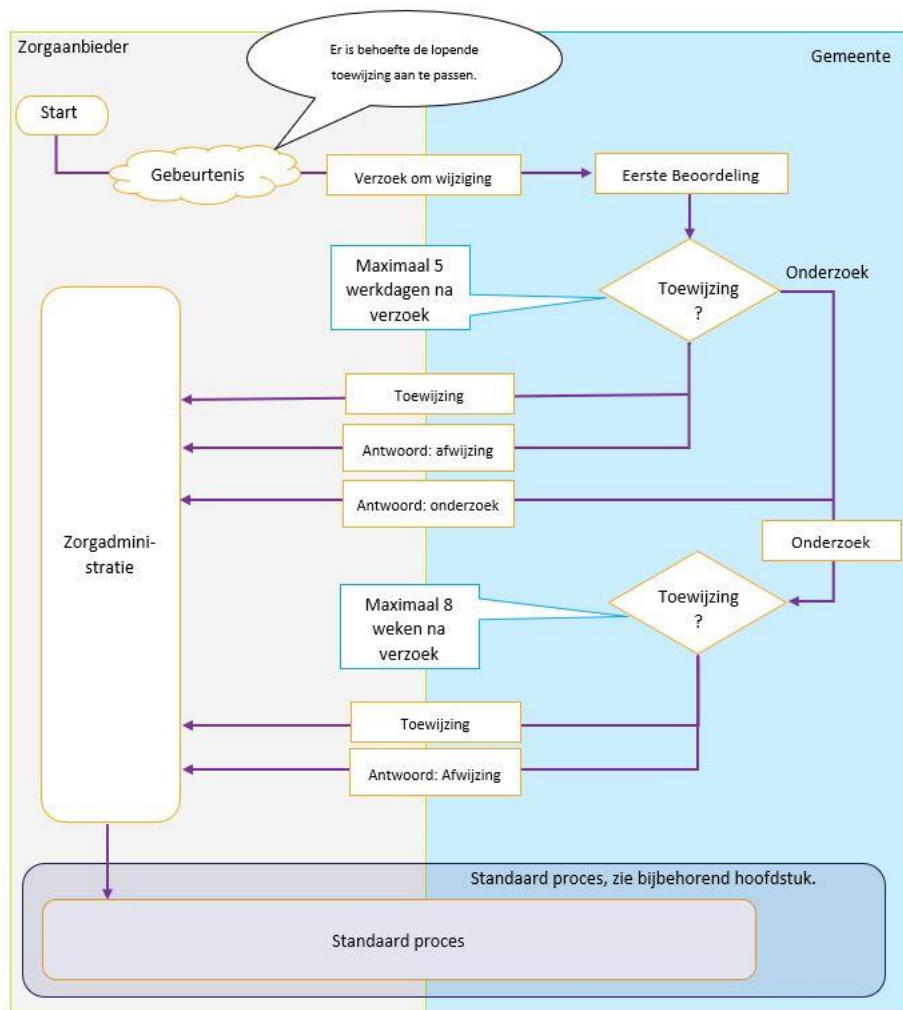 Zorgaanbieder
Er is behoefte de lopende
toewijzing aan te passen.
Gemeente
Start
Gebeurtenis
Verzoek om wijziging
Eerste Beoordeling
Maximaal 5
werkdagen na
verzoek
Toewijzing
?
Onderzoek
Toewijzing
Antwoord: afwijzing
Antwoord: onderzoek
Onderzoek
Zorgadmini-
stratie
Maximaal 8
weken na
verzoek
Toewijzing
?
Toewijzing
Antwoord: Afwijzing
Standaard proces, zie bijbehorend hoofdstuk.
Standaard proces